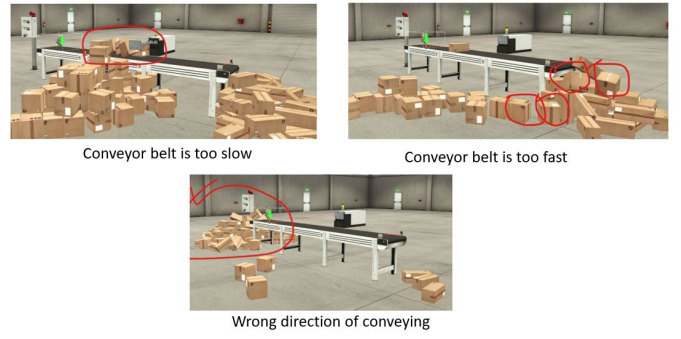 Conveyor belt is too slow
Conveyor belt is too fast
Wrong direction of conveying